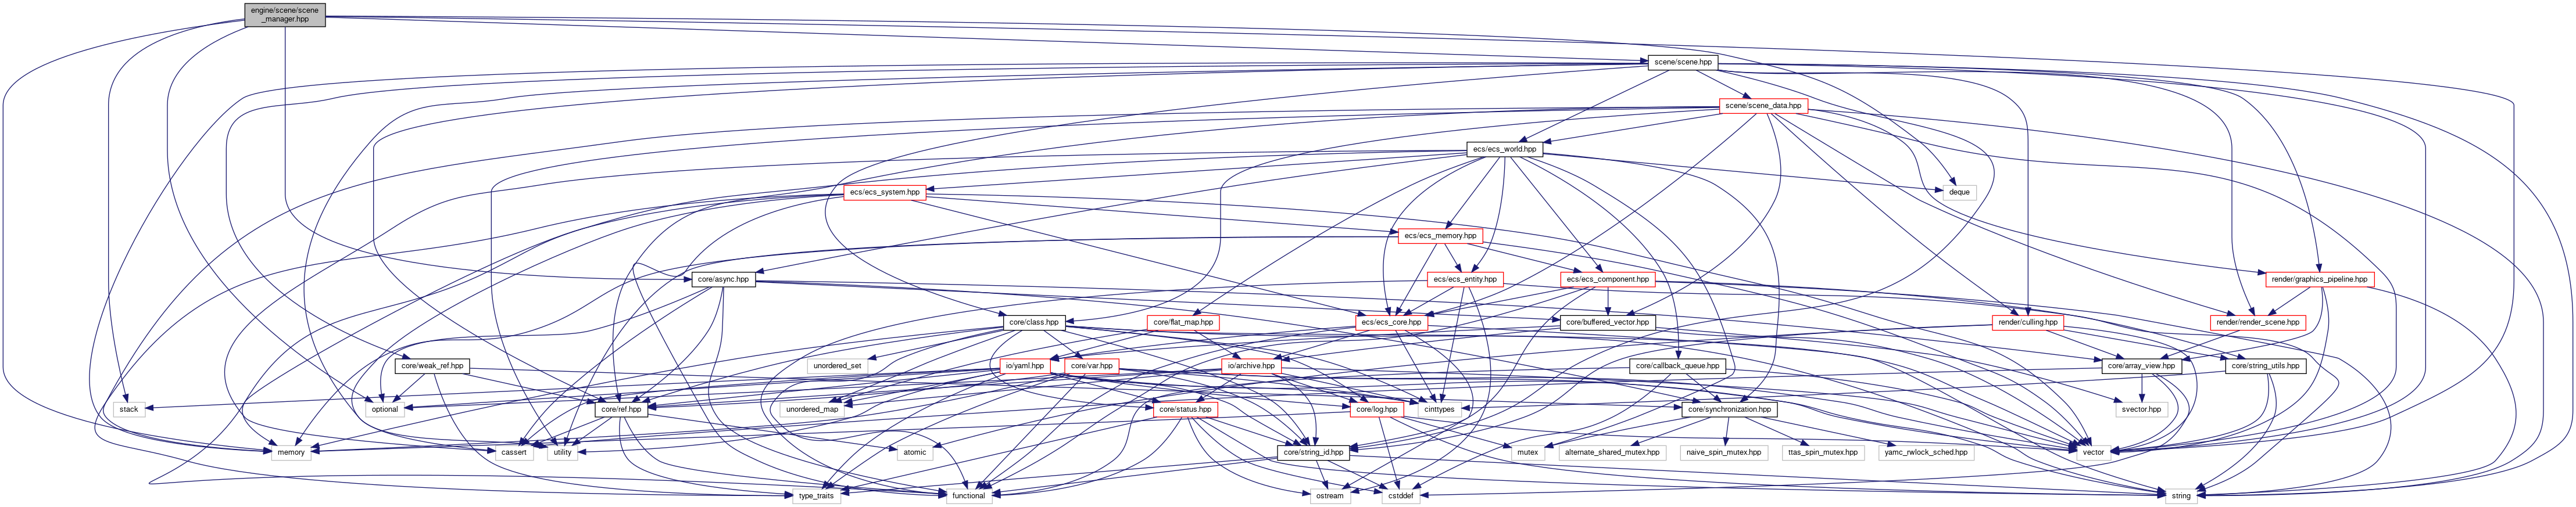 engine/scene/scene
_manager.hpp
scene/scene.hpp
scene/scene_data.hpp
ecs/ecs_world.hpp
ecs/ecs_system.hpp
deque
ecs/ecs_memory.hpp
core/async.hpp
ecs/ecs_entity.hpp
ecs/ecs_component.hpp
render/graphics_pipeline.hpp
core/class.hpp
core/flat_map.hpp
ecs/ecs_core.hpp
core/buffered_vector.hpp
render/culling.hpp
render/render_scene.hpp
core/weak_ref.hpp
unordered_set
io/yaml.hpp
core/var.hpp
io/archive.hpp
core/callback_queue.hpp
core/array_view.hpp
core/string_utils.hpp
stack
optional
core/ref.hpp
unordered_map
core/status.hpp
core/log.hpp
cinttypes
core/synchronization.hpp
svector.hpp
memory
cassert
utility
atomic
core/string_id.hpp
mutex
alternate_shared_mutex.hpp
naive_spin_mutex.hpp
ttas_spin_mutex.hpp
yamc_rwlock_sched.hpp
vector
type_traits
functional
ostream
cstddef
string